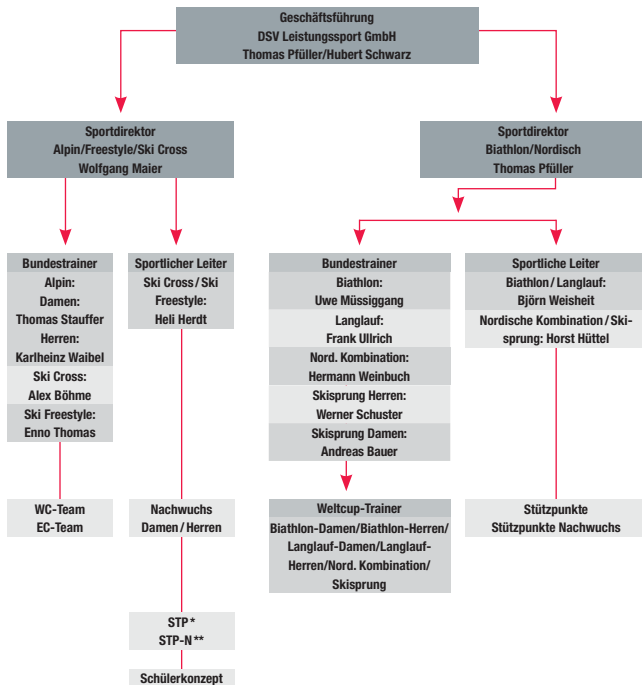 Geschäftsführung
DSV Leistungssport GmbH
Thomas Pfüller/Hubert Schwarz
Sportdirektor
Alpin/Freestyle/Ski Cross
Wolfgang Maier
Sportdirektor
Biathlon/Nordisch
Thomas Pfüller
Bundestrainer
Alpin:
Damen:
Thomas Stauffer
Herren:
Karlheinz Waibel
Ski Cross:
Alex Böhme
Ski Freestyle:
Enno Thomas
Sportlicher Leiter
Ski Cross/Ski
Freestyle:
Heli Herdt
Bundestrainer
Biathlon:
Uwe Müssiggang
Langlauf:
Frank Ullrich
Nord. Kombination:
Hermann Weinbuch
Skisprung Herren:
Werner Schuster
Skisprung Damen:
Andreas Bauer
Sportliche Leiter
Biathlon/Langlauf:
Björn Weisheit
Nordische Kombination/Ski-
sprung: Horst Hüttel
WC-Team
EC-Team
Nachwuchs
Damen/Herren
Weltcup-Trainer
Biathlon-Damen/Biathlon-Herren/
Langlauf-Damen/Langlauf-
Herren/Nord. Kombination/
Skisprung
Stützpunkte
Stützpunkte Nachwuchs
STP*
STP-N**
Schülerkonzept